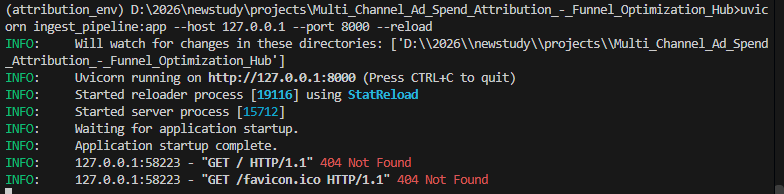 (attribution_env) D:\2026\newstudy\projects\Multi_Channel_Ad_Spend_Attribution_-_Funnel_Optimization_Hub>uvic
orn ingest_pipeline:app --host 127.0.0.1 --port 8000 --reload
INFO:     Will watch for changes in these directories: ['D:\\2026\\newstudy\\projects\\Multi_Channel_Ad_Spend
_Attribution_-_Funnel_Optimization_Hub']
INFO:     Uvicorn running on http://127.0.0.1:8000 (Press CTRL+C to quit)
INFO:     Started reloader process [19116] using StatReload
INFO:     Started server process [15712]
INFO:     Waiting for application startup.
INFO:     Application startup complete.
INFO:     127.0.0.1:58223 - "GET / HTTP/1.1" 404 Not Found
INFO:     127.0.0.1:58223 - "GET /favicon.ico HTTP/1.1" 404 Not Found